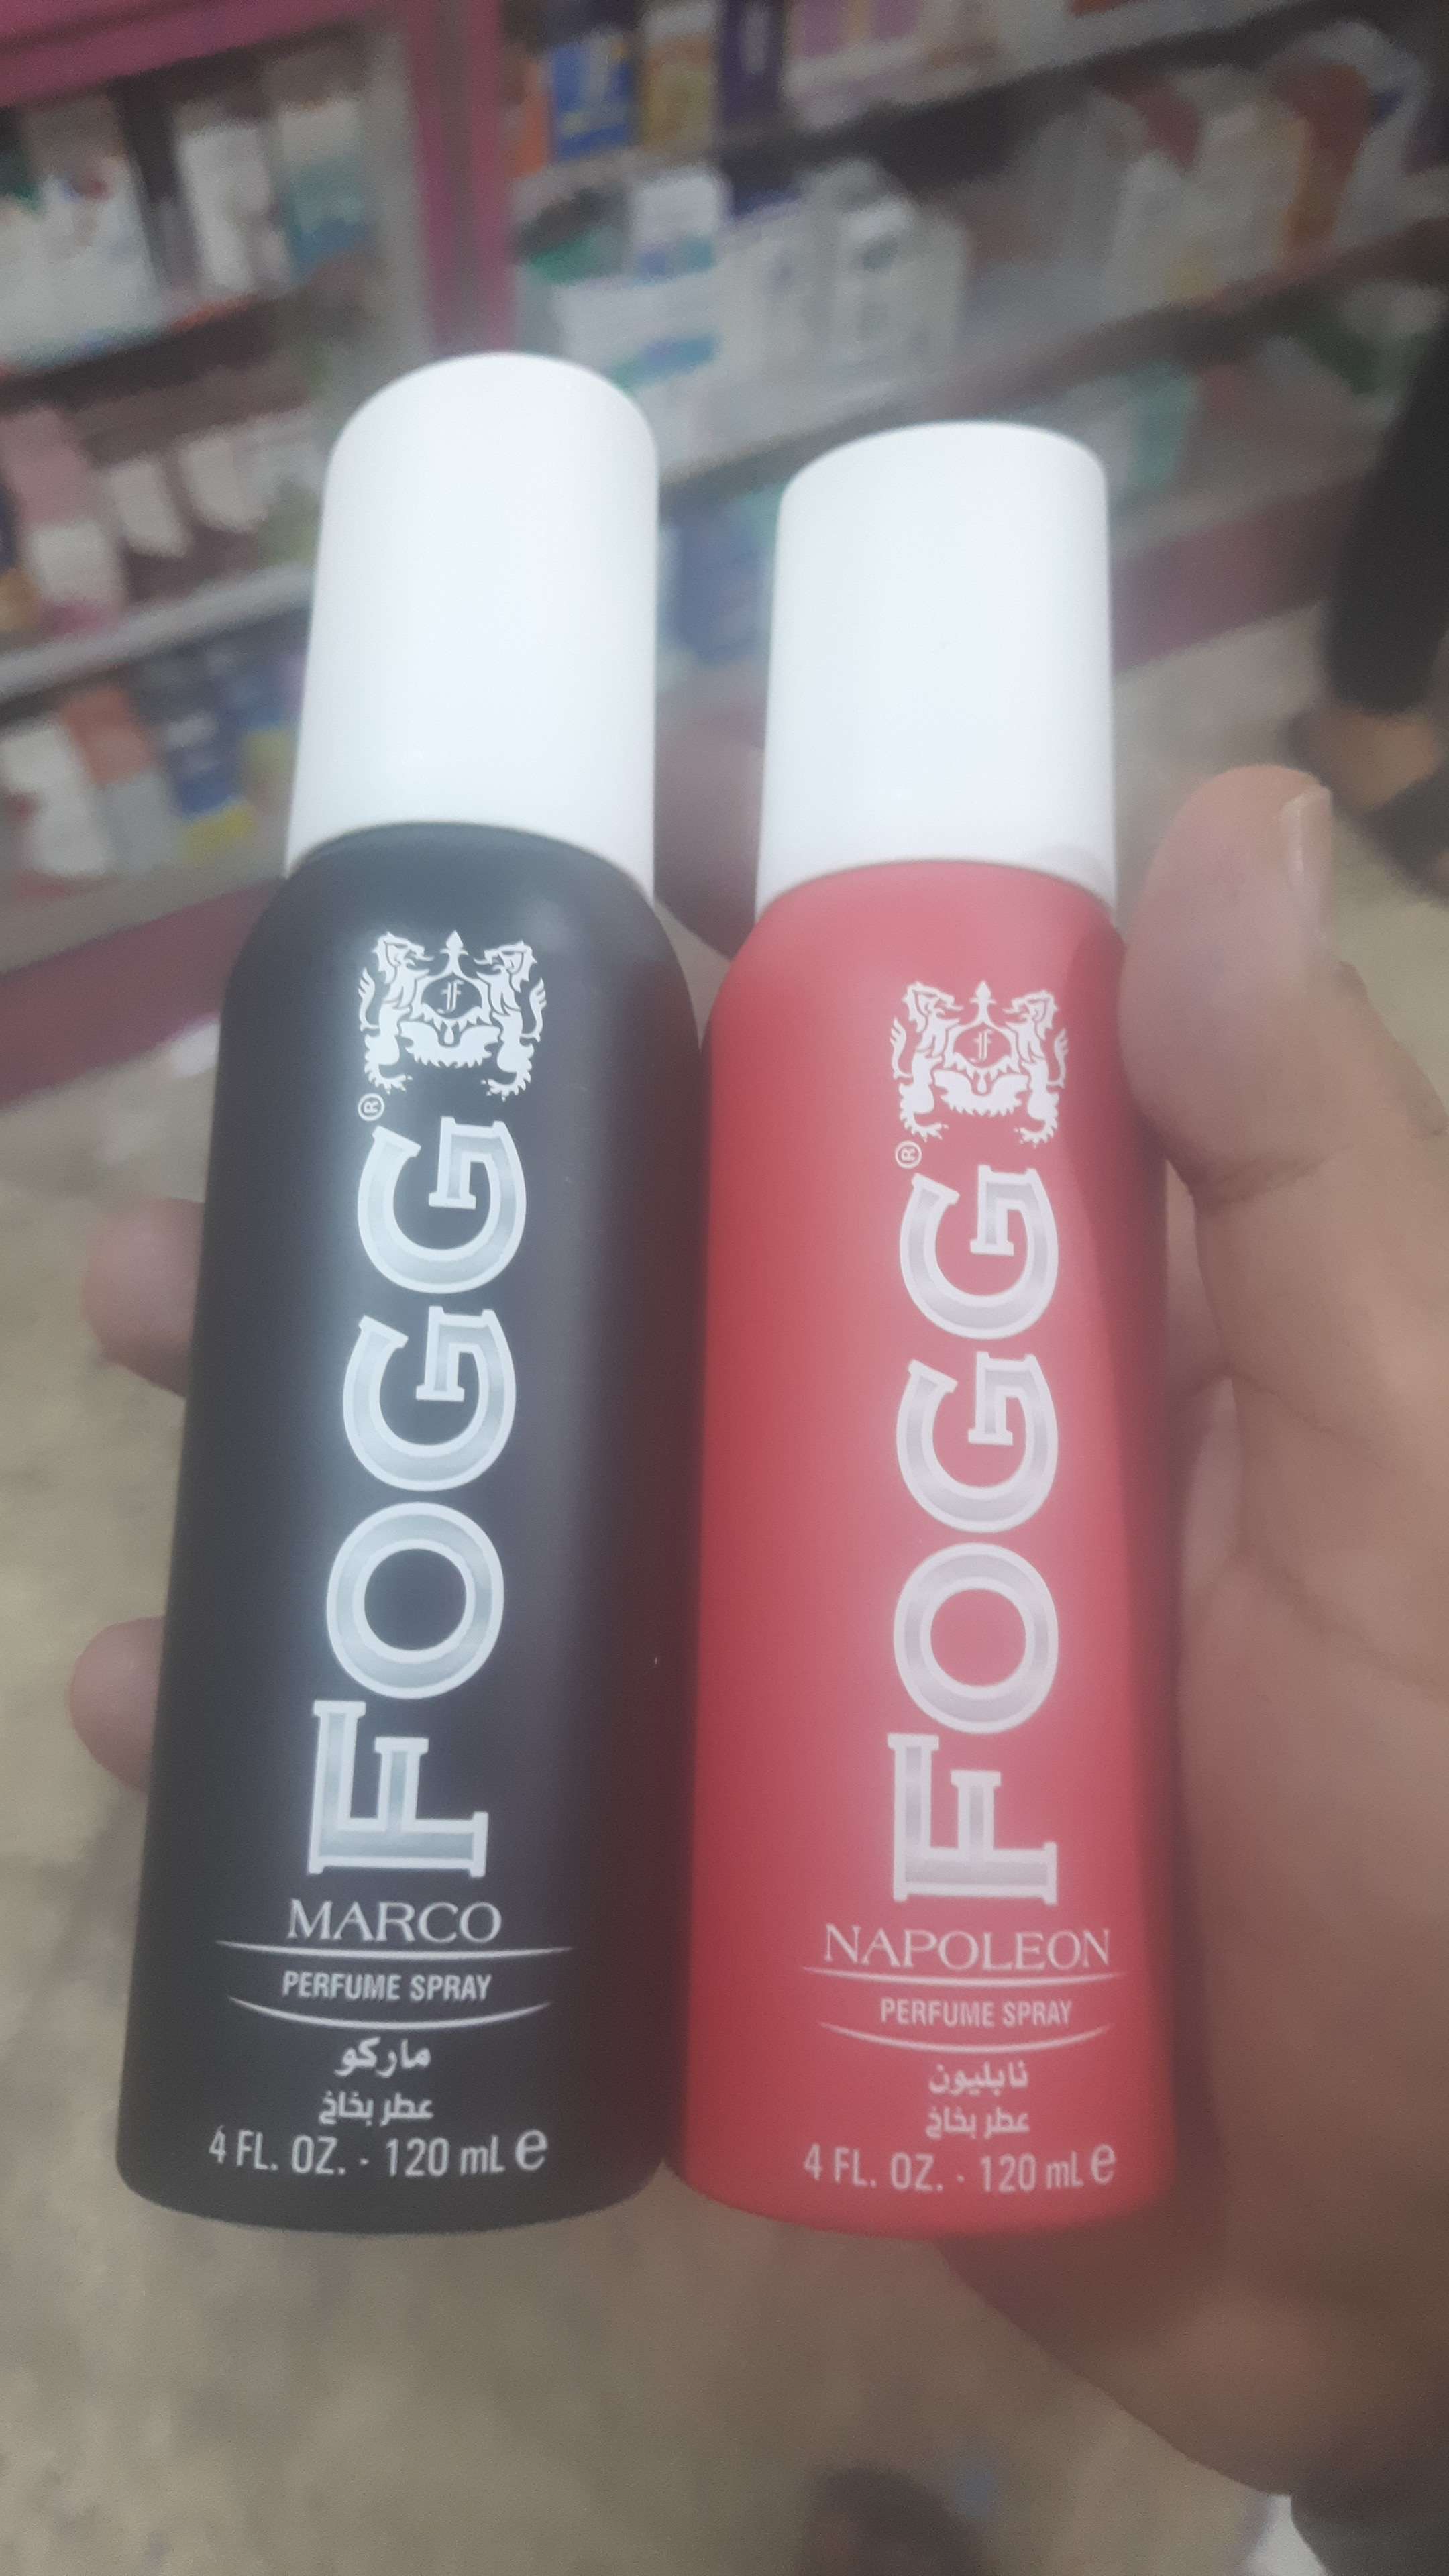 FOGG®
MARCO
PERFUME SPRAY
ماركو
عطر بخاخ
4 FL. OZ. - 120 mL e
FOGG®
NAPOLEON
PERFUME SPRAY
نابليون
عطر بخاخ
4 FL. OZ. - 120 mL e